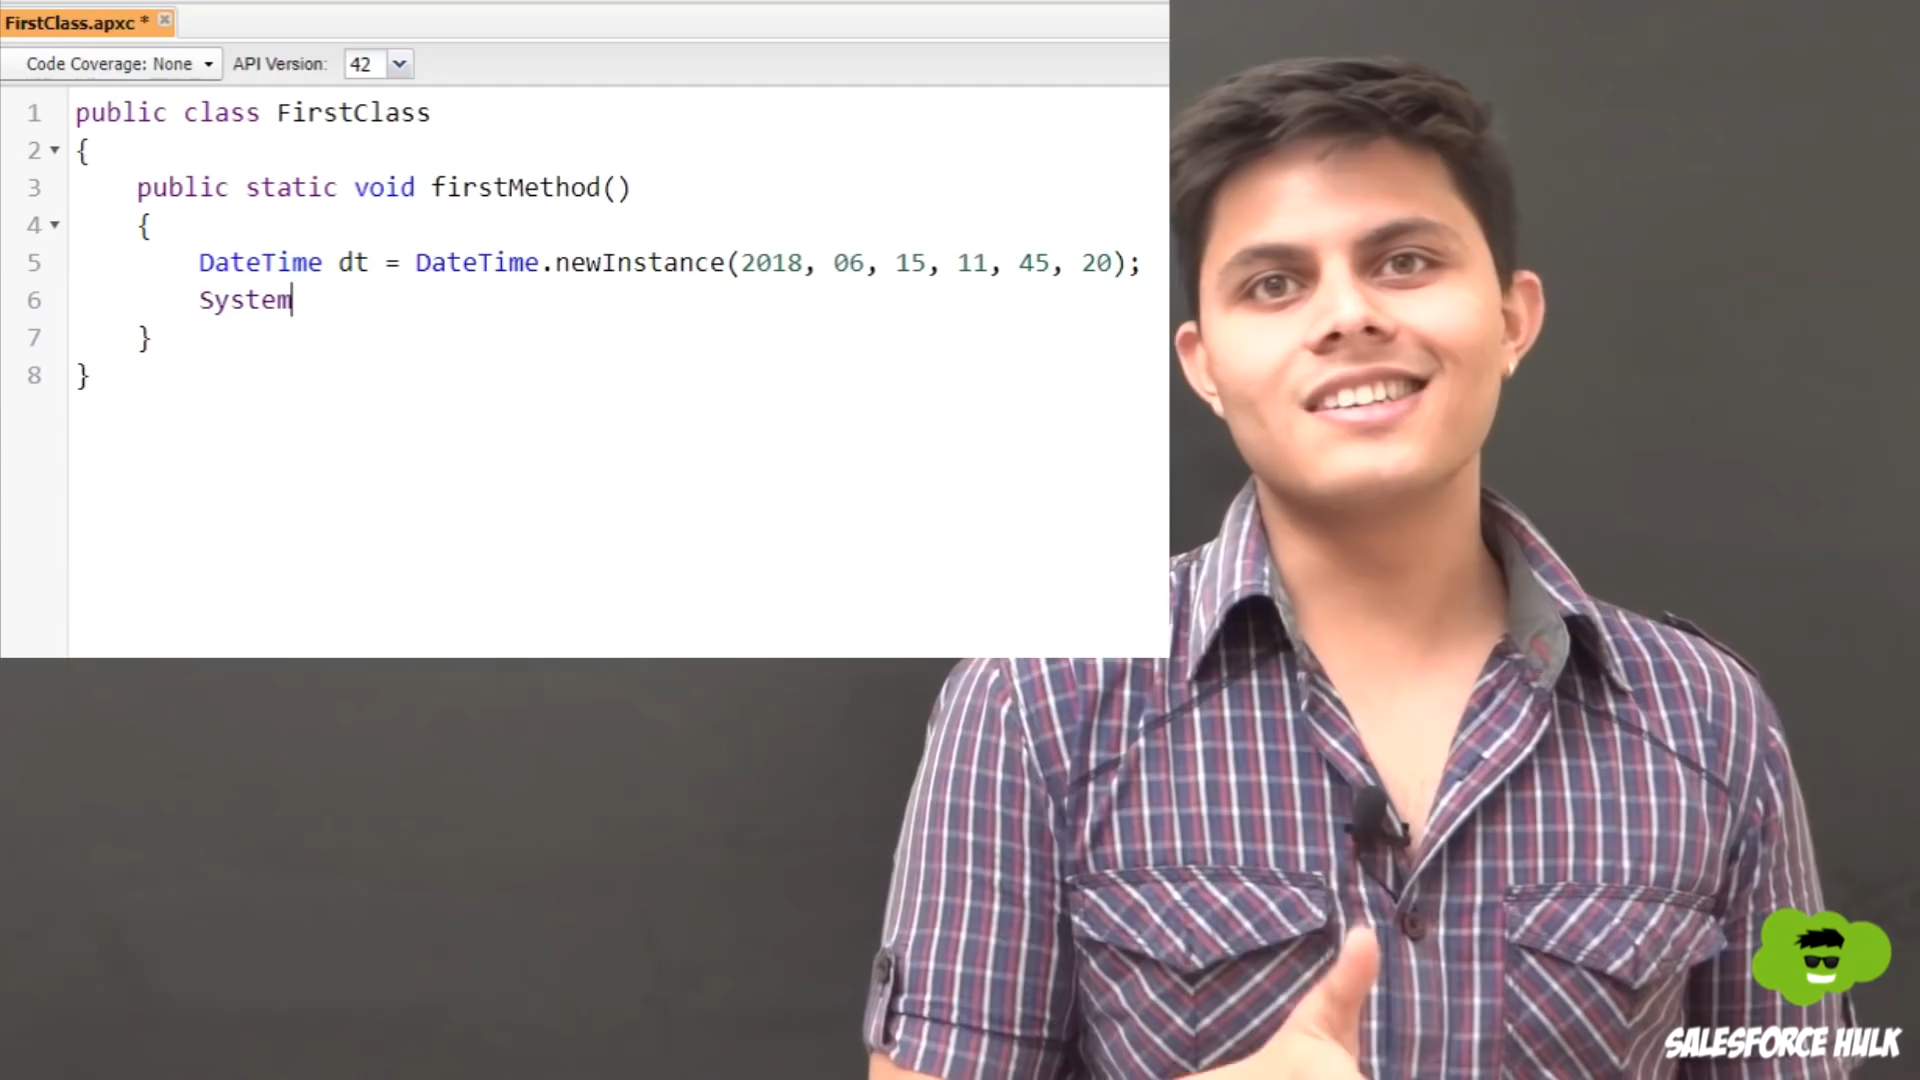 FirstClass.apxc *
Code Coverage: None API Version: 42
1 public class FirstClass
2 {
3 public static void firstMethod()
4 {
5 DateTime dt = DateTime.newInstance(2018, 06, 15, 11, 45, 20);
6 System
7 }
8 }
SALESFORCE HULK